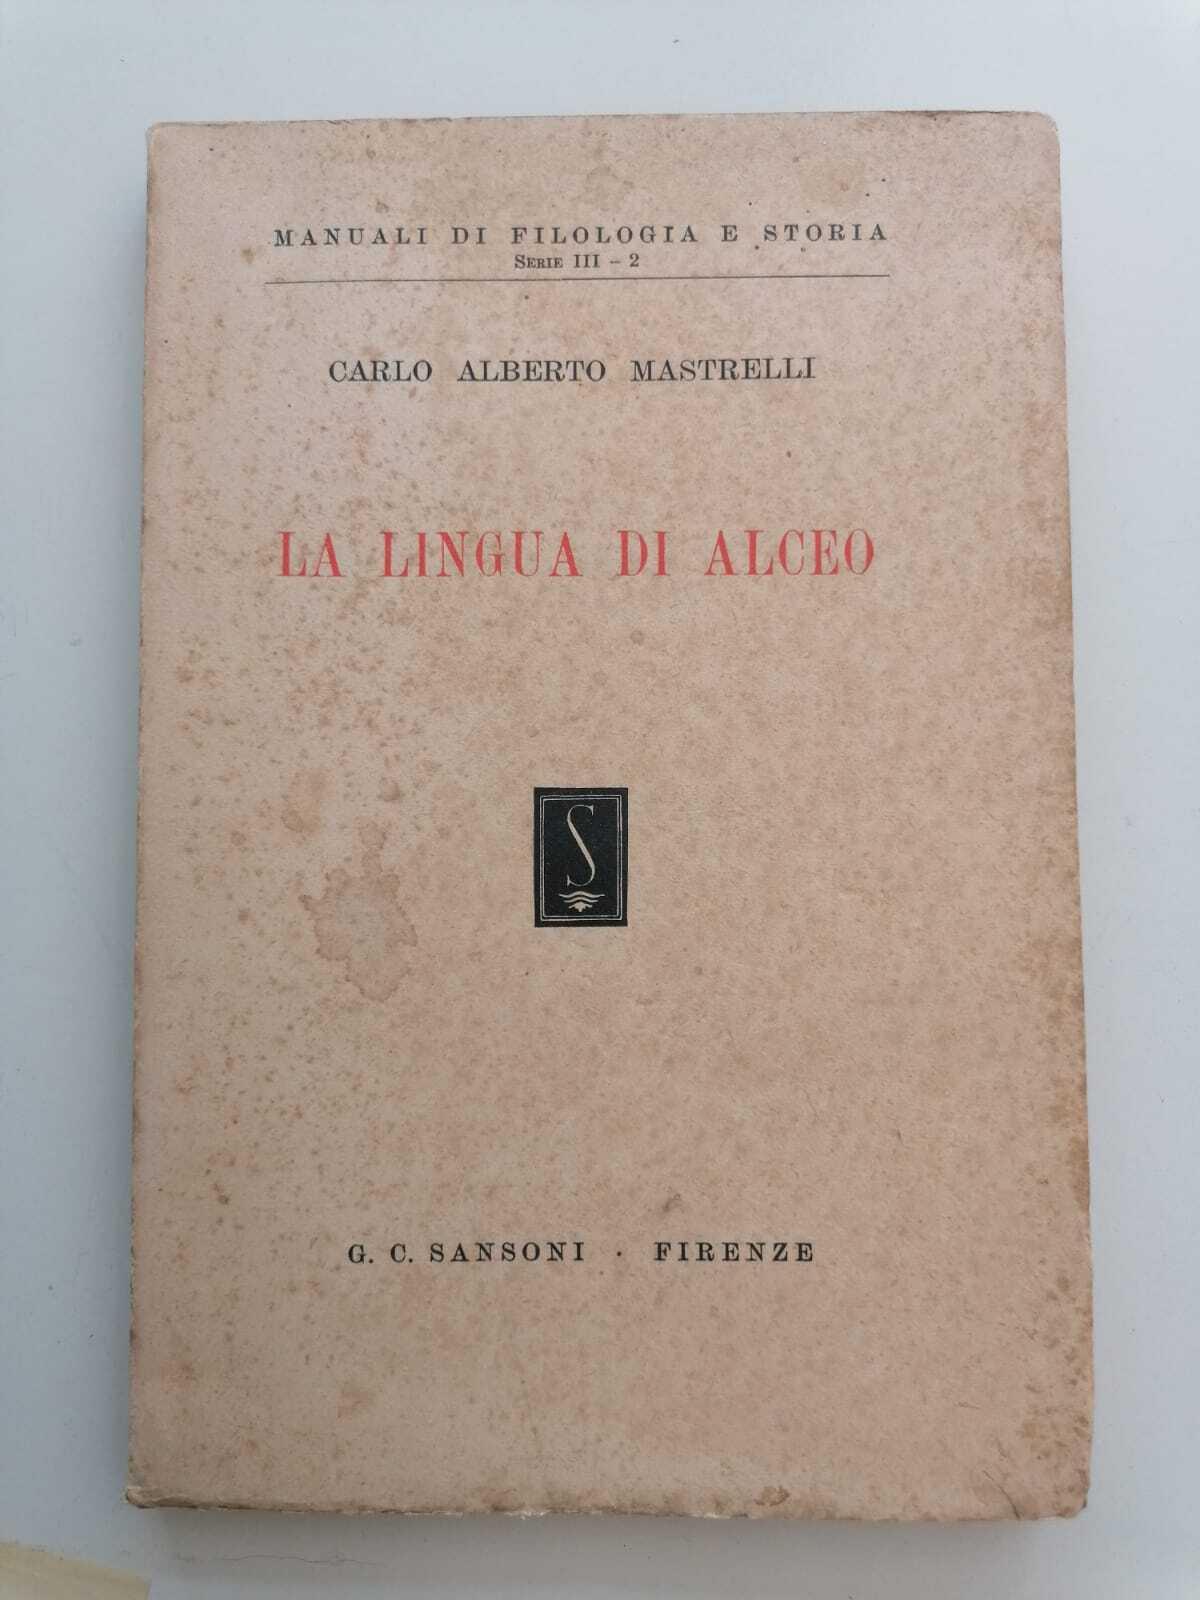 MANUALI DI FILOLOGIA E STORIA
SERIE III - 2
CARLO ALBERTO MASTRELLI
LA LINGUA DI ALCEO
S
G. C. SANSONI · FIRENZE